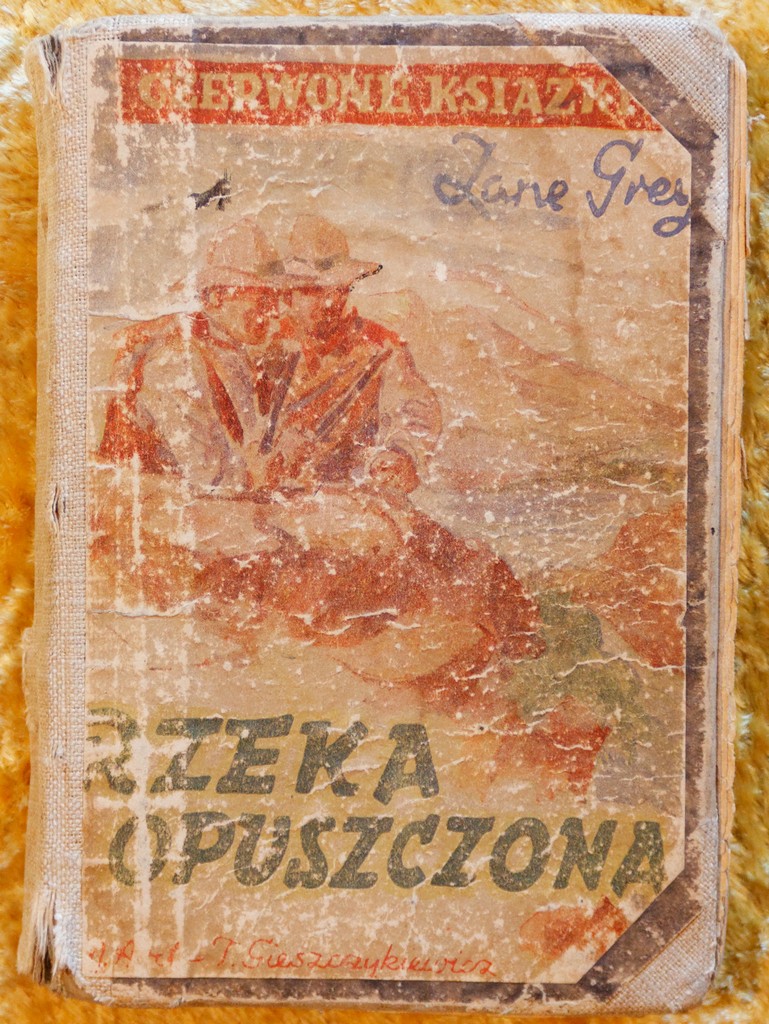 CZERWONE KSIĄŻKI
Zane Grey
RZEKA
OPUSZCZONA
- T. Gieszczykiewicz